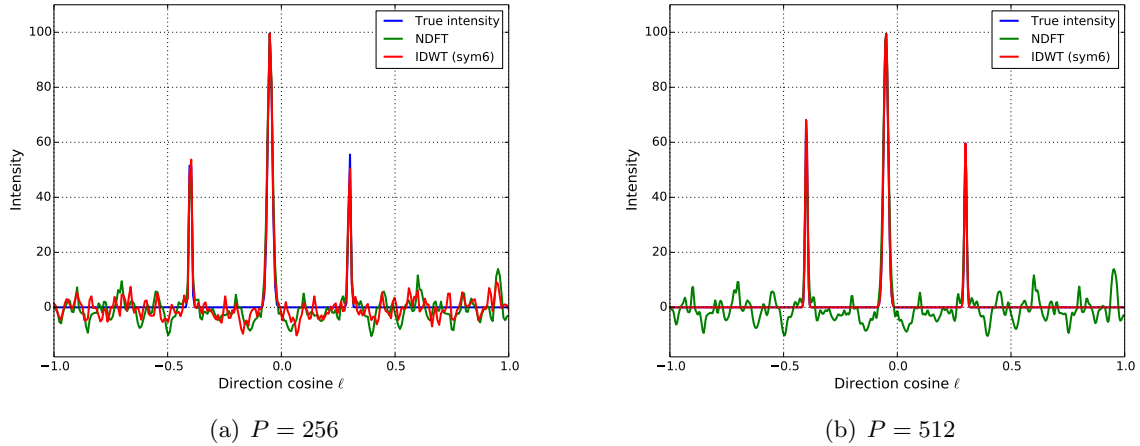 100
80
60
40
20
0
Intensity
−1.0 −0.5 0.0 0.5 1.0
Direction cosine ℓ
True intensity
NDFT
IDWT (sym6)
(a) P = 256
100
80
60
40
20
0
Intensity
−1.0 −0.5 0.0 0.5 1.0
Direction cosine ℓ
True intensity
NDFT
IDWT (sym6)
(b) P = 512